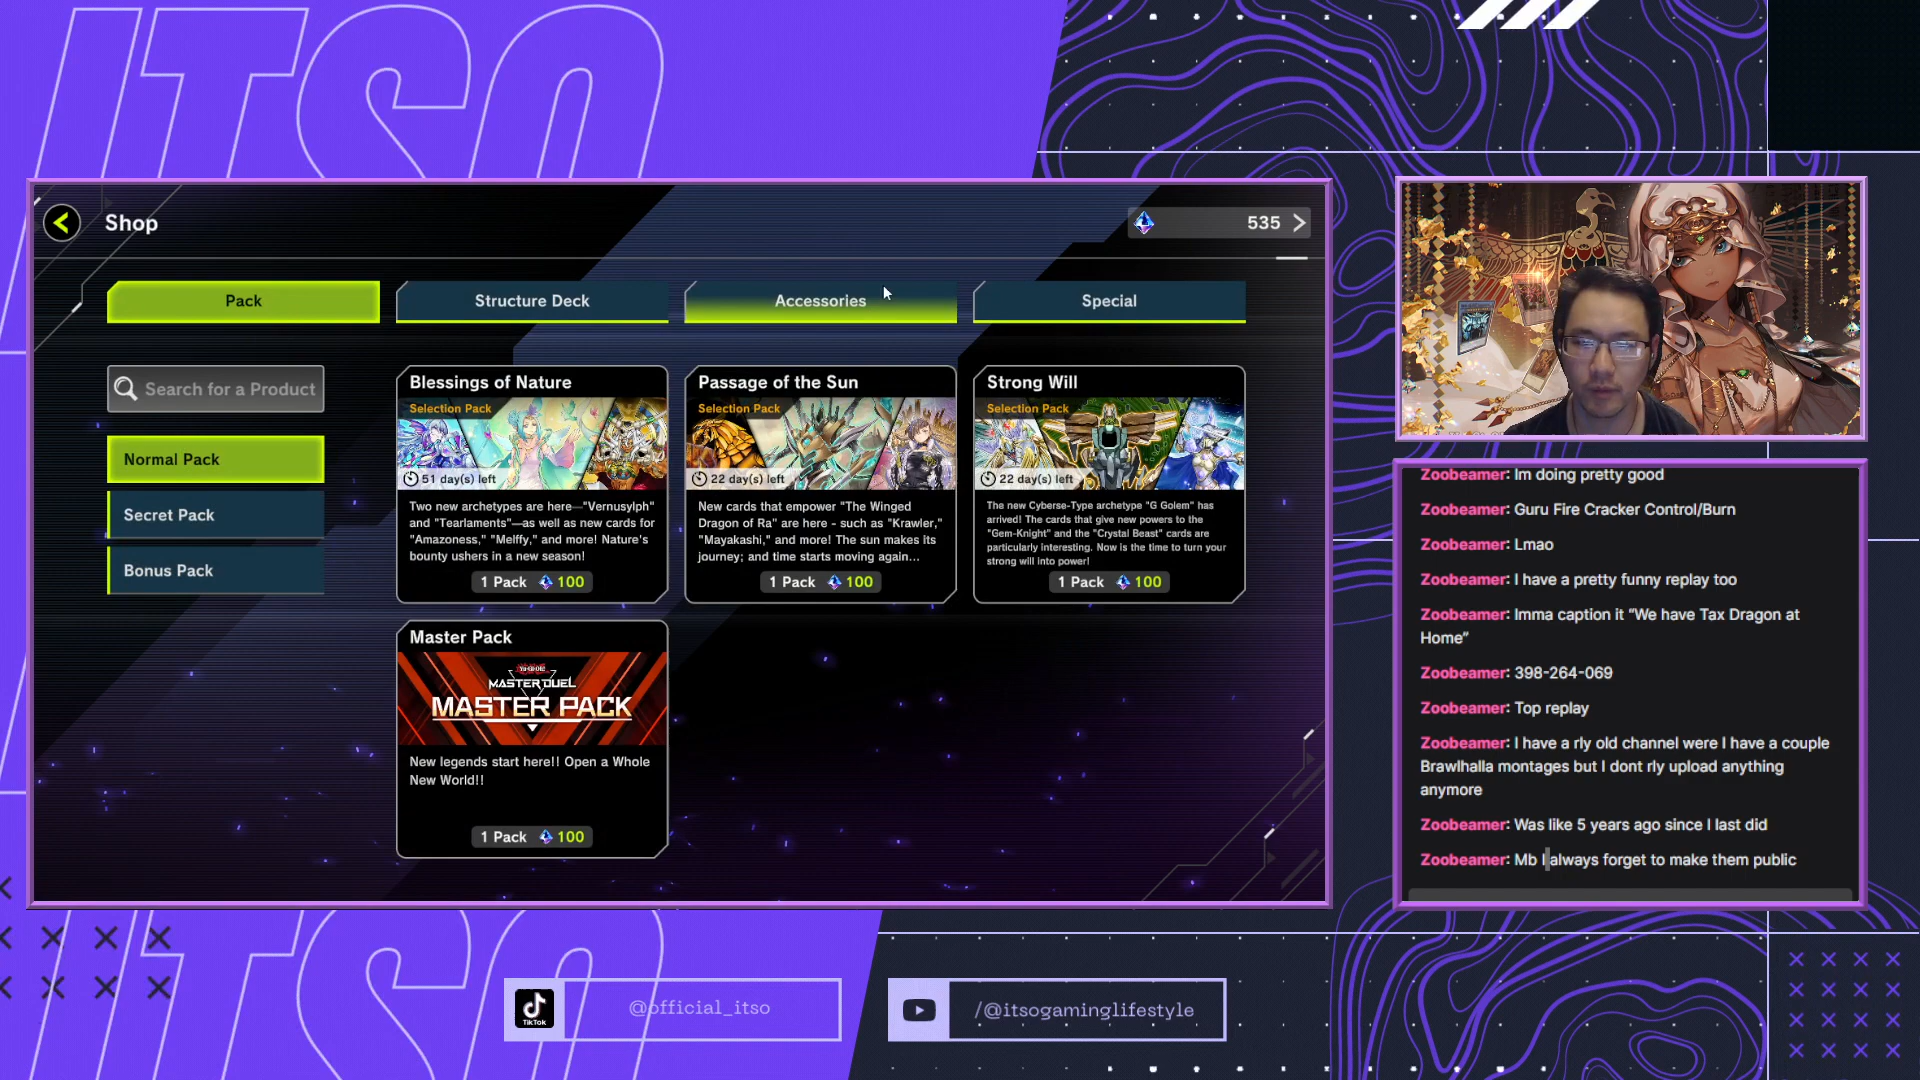 ITSO
Shop
535
Pack
Structure Deck
Accessories
Special
Search for a Product
Normal Pack
Secret Pack
Bonus Pack
Blessings of Nature
Selection Pack
51 day(s) left
Two new archetypes are here—"Vernusylph"
and "Tearlaments"—as well as new cards for
"Amazoness," "Melffy," and more! Nature's
bounty ushers in a new season!
1 Pack 100
Passage of the Sun
Selection Pack
22 day(s) left
New cards that empower "The Winged
Dragon of Ra" are here - such as "Krawler,"
"Mayakashi," and more! The sun makes its
journey; and time starts moving again...
1 Pack 100
Strong Will
Selection Pack
22 day(s) left
The new Cyberse-Type archetype "G Golem" has
arrived! The cards that give new powers to the
"Gem-Knight" and the "Crystal Beast" cards are
particularly interesting. Now is the time to turn your
strong will into power!
1 Pack 100
Master Pack
YU-GI-OH!
MASTER DUEL
MASTER PACK
New legends start here!! Open a Whole
New World!!
1 Pack 100
Zoobeamer: Im doing pretty good
Zoobeamer: Guru Fire Cracker Control/Burn
Zoobeamer: Lmao
Zoobeamer: I have a pretty funny replay too
Zoobeamer: Imma caption it “We have Tax Dragon at
Home”
Zoobeamer: 398-264-069
Zoobeamer: Top replay
Zoobeamer: I have a rly old channel were I have a couple
Brawlhalla montages but I dont rly upload anything
anymore
Zoobeamer: Was like 5 years ago since I last did
Zoobeamer: Mb I always forget to make them public
ITSO
TikTok
@official_itso
/@itsogaminglifestyle